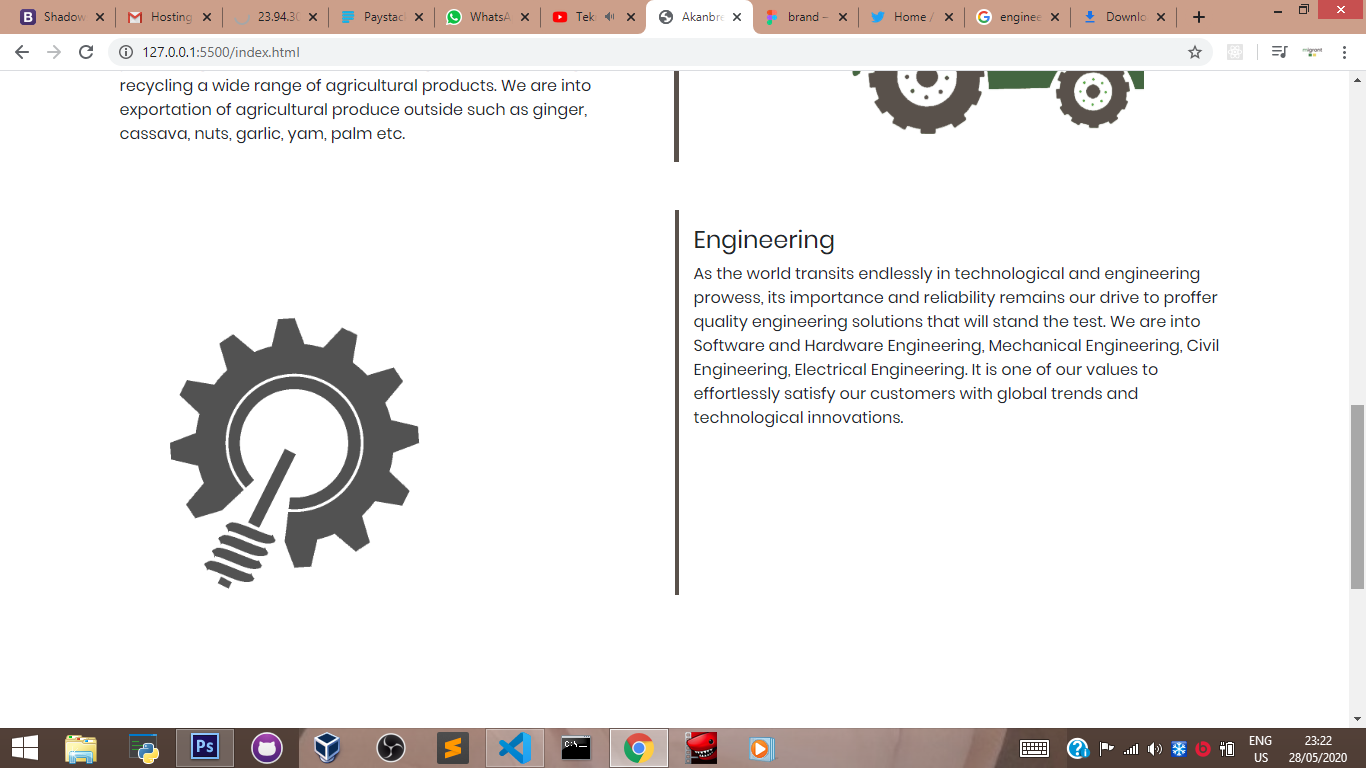 Shadow
Hosting
23.94.30
Paystac
WhatsA
Tek
Akanbre
brand –
Home /
enginee
Downlo
127.0.0.1:5500/index.html
recycling a wide range of agricultural products. We are into
exportation of agricultural produce outside such as ginger,
cassava, nuts, garlic, yam, palm etc.
Engineering
As the world transits endlessly in technological and engineering
prowess, its importance and reliability remains our drive to proffer
quality engineering solutions that will stand the test. We are into
Software and Hardware Engineering, Mechanical Engineering, Civil
Engineering, Electrical Engineering. It is one of our values to
effortlessly satisfy our customers with global trends and
technological innovations.
Ps
ENG
US
23:22
28/05/2020